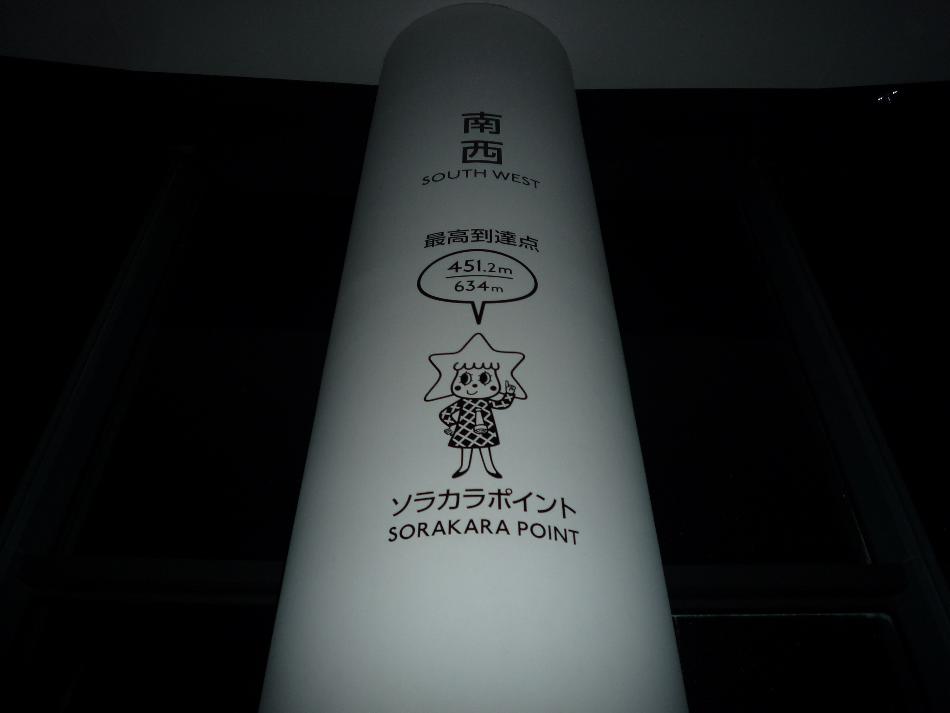 南
西
SOUTH WEST
最高到達点
451.2m
634m
ソラカラポイント
SORAKARA POINT